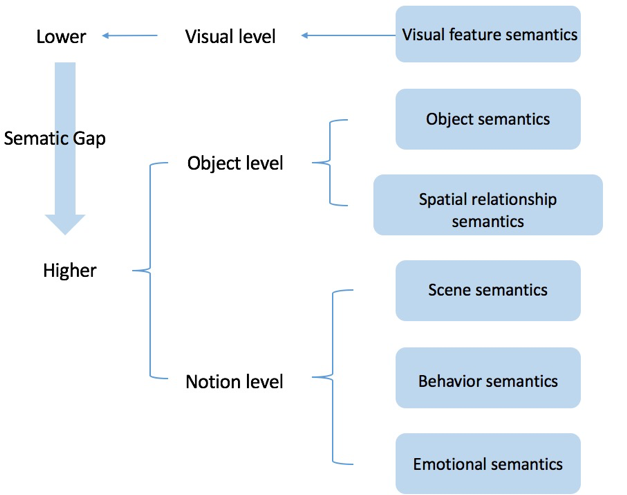 Lower
Visual level
Visual feature semantics
Sematic Gap
Object level
Object semantics
Spatial relationship
semantics
Higher
Notion level
Scene semantics
Behavior semantics
Emotional semantics